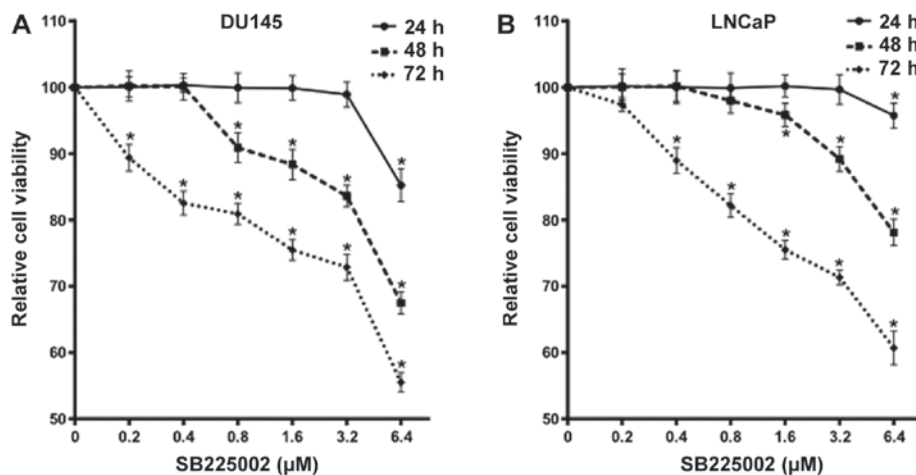 A
DU145
24 h
48 h
72 h
Relative cell viability
110
100
90
80
70
60
50
0 0.2 0.4 0.8 1.6 3.2 6.4
SB225002 (µM)
* * * * * * * * * * *
B
LNCaP
24 h
48 h
72 h
Relative cell viability
110
100
90
80
70
60
50
0 0.2 0.4 0.8 1.6 3.2 6.4
SB225002 (µM)
* * * * * * * * *